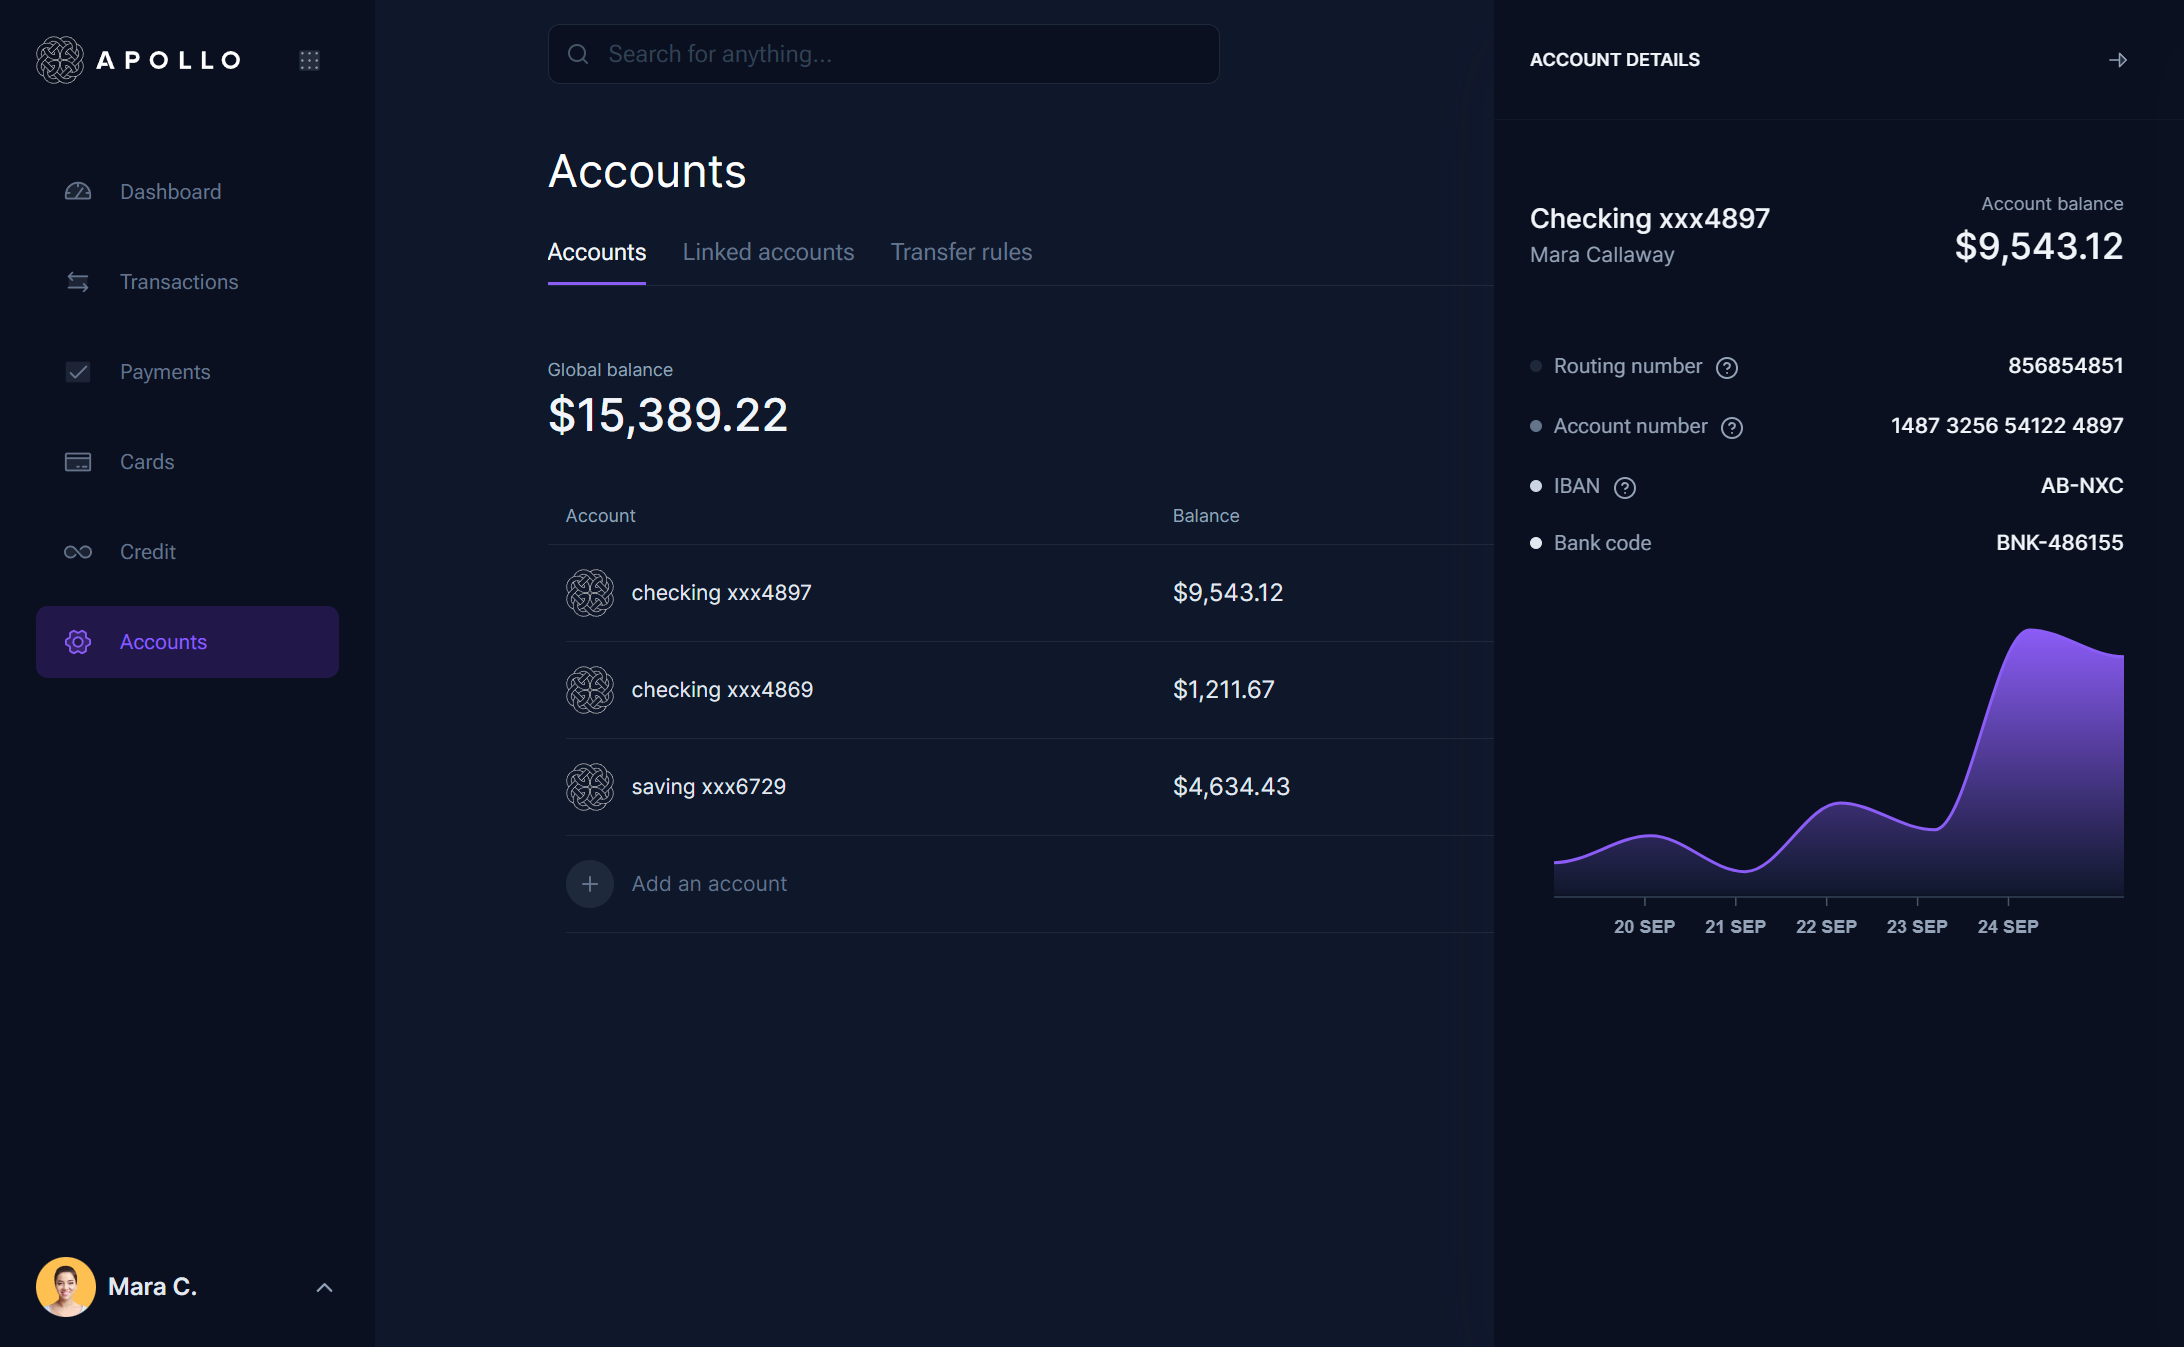 APOLLO
Dashboard
Transactions
Payments
Cards
Credit
Accounts
Mara C.
Search for anything...
Accounts
Accounts Linked accounts Transfer rules
Global balance
$15,389.22
Account Balance
checking xxx4897 $9,543.12
checking xxx4869 $1,211.67
saving xxx6729 $4,634.43
Add an account
ACCOUNT DETAILS
Checking xxx4897
Mara Callaway
Account balance
$9,543.12
Routing number 856854851
Account number 1487 3256 54122 4897
IBAN AB-NXC
Bank code BNK-486155
20 SEP 21 SEP 22 SEP 23 SEP 24 SEP